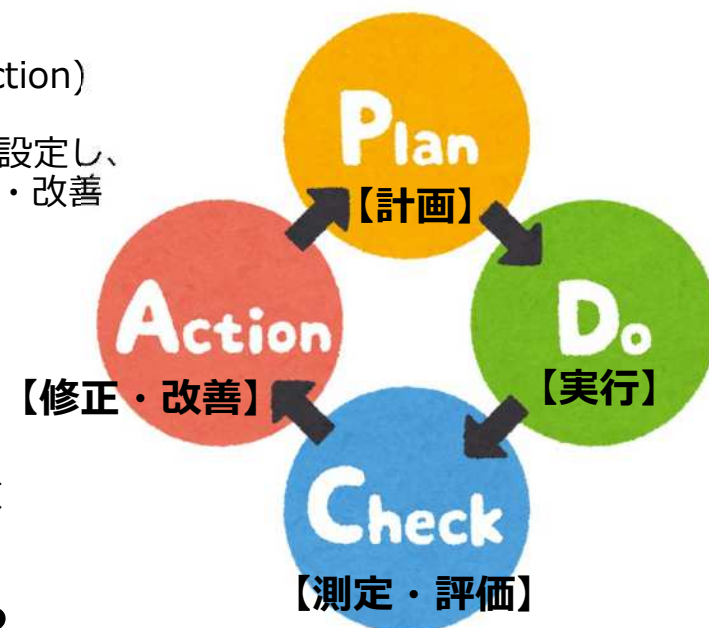 ction)
設定し、
・改善
Plan
【計画】
Action
【修正・改善】
Do
【実行】
Check
【測定・評価】